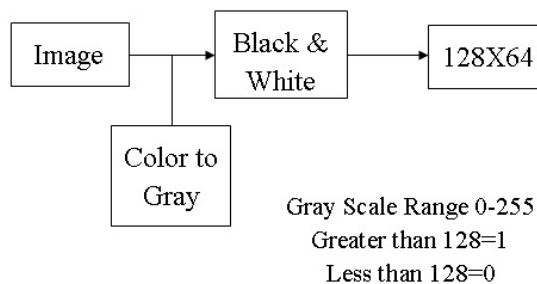 Image
Black &
White
128X64
Color to
Gray
Gray Scale Range 0-255
Greater than 128=1
Less than 128=0